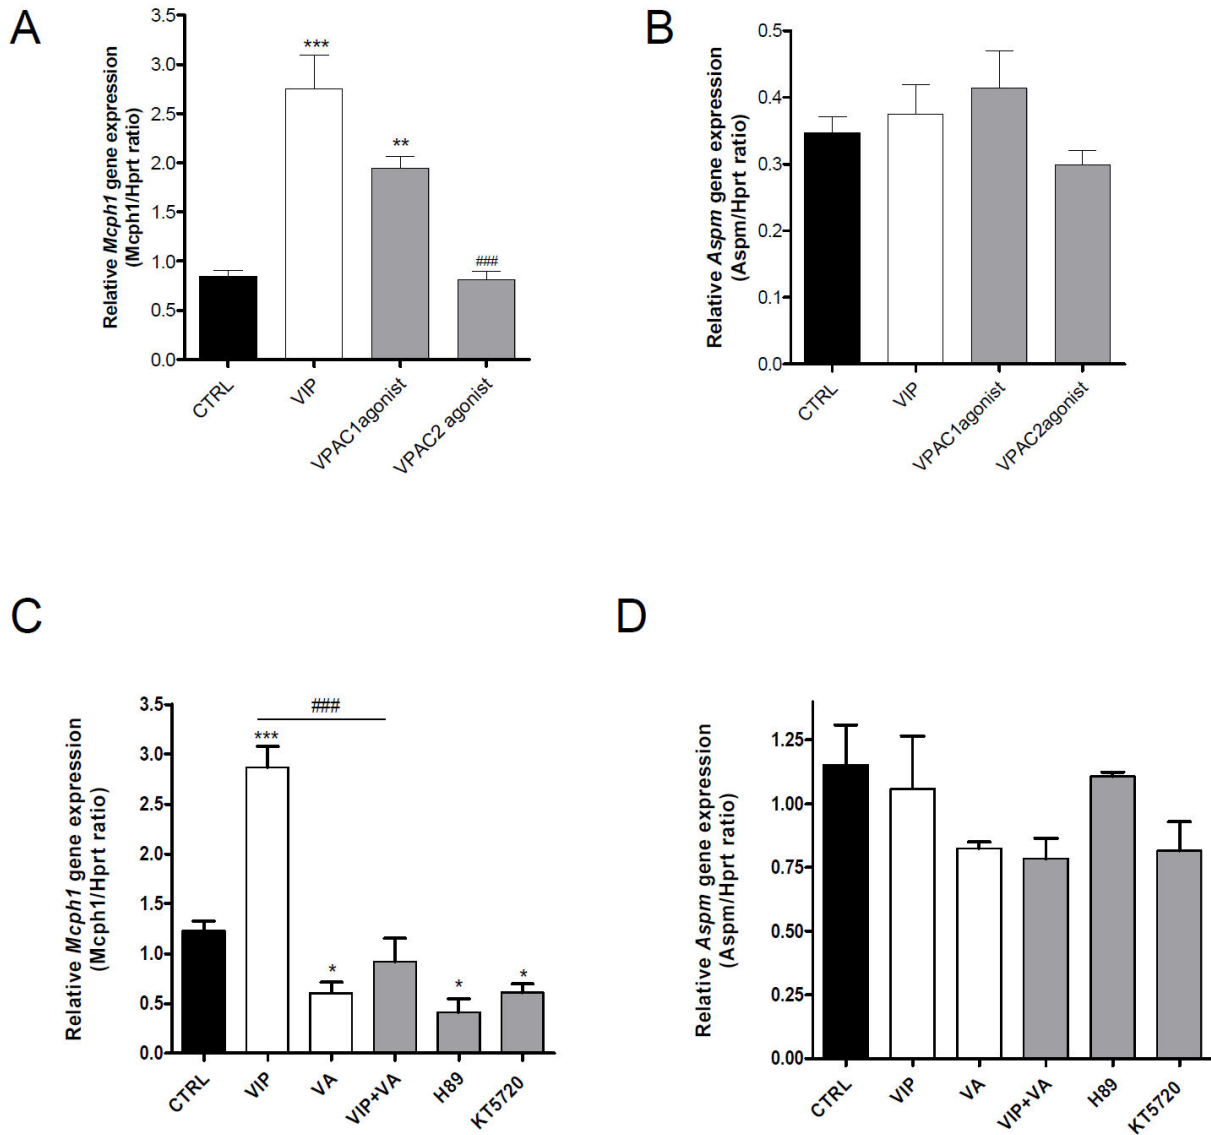 A
Relative Mcph1 gene expression
(Mcph1/Hprt ratio)
3.5
3.0
2.5
2.0
1.5
1.0
0.5
0.0
***
**
###
CTRL
VIP
VPAC1agonist
VPAC2 agonist
B
Relative Aspm gene expression
(Aspm/Hprt ratio)
0.5
0.4
0.3
0.2
0.1
0.0
CTRL
VIP
VPAC1agonist
VPAC2agonist
C
Relative Mcph1 gene expression
(Mcph1/Hprt ratio)
3.5
3.0
2.5
2.0
1.5
1.0
0.5
0.0
###
***
*
*
*
CTRL
VIP
VA
VIP+VA
H89
KT5720
D
Relative Aspm gene expression
(Aspm/Hprt ratio)
1.25
1.00
0.75
0.50
0.25
0.00
CTRL
VIP
VA
VIP+VA
H89
KT5720